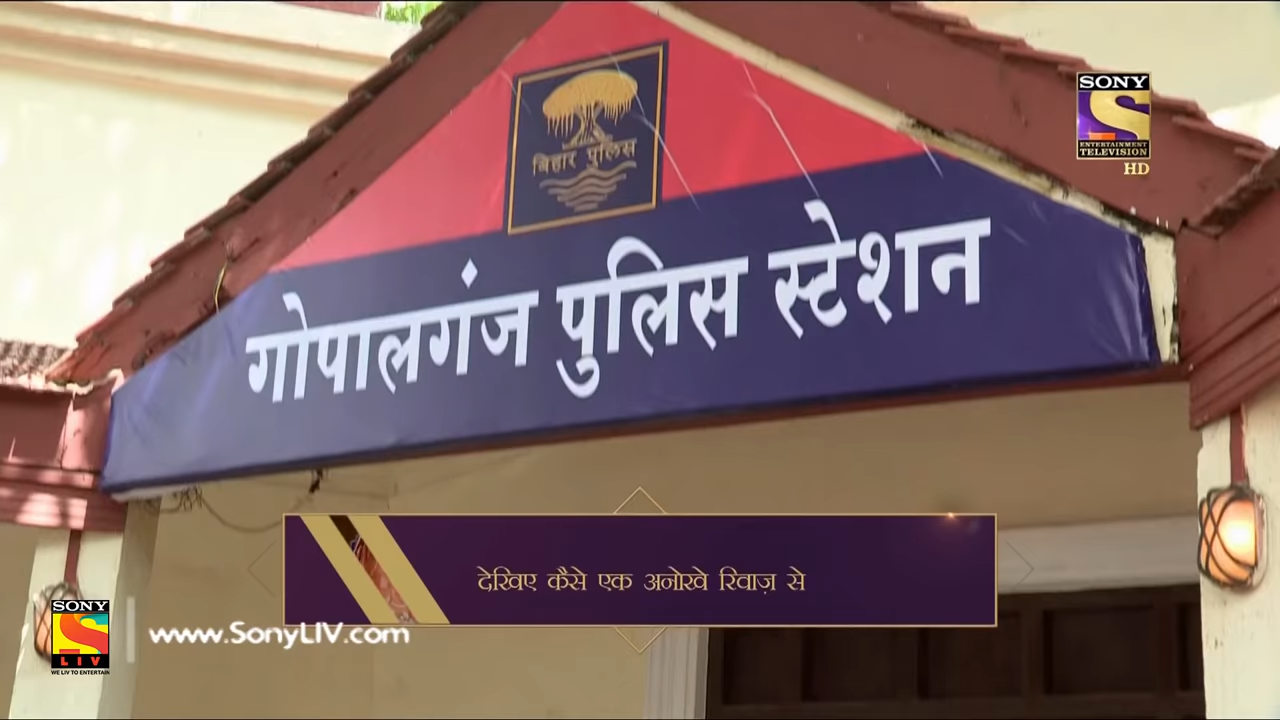 SONY
ENTERTAINMENT
TELEVISION
HD
बिहार पुलिस
गोपालगंज पुलिस स्टेशन
देखिए कैसे एक अनोखे रिवाज़ से
SONY
LIV
WE LIV TO ENTERTAIN
www.SonyLIV.com